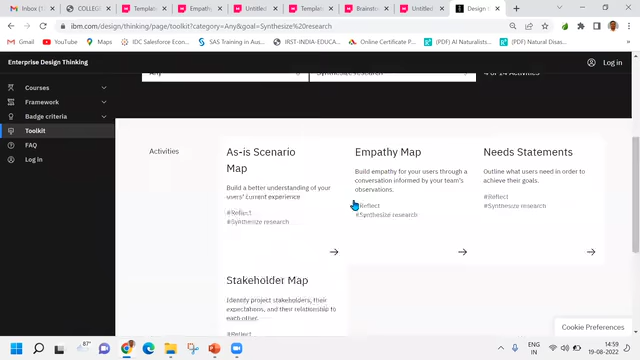 Inbox (1
COLLEG
Templat
Empath
Untitled
Templat
Brainst
Untitled
Design
ibm.com/design/thinking/page/toolkit?category=Any&goal=Synthesize%20research
Gmail
YouTube
Maps
IDC Salesforce Econ...
SAS Training in Aus...
IRST-INDIA-EDUCA...
Online Certificate P...
(PDF) AI Natural D...
(PDF) Natural Disas...
Enterprise Design Thinking
Log in
Any
Synthesize research
4 of 14 Activities
Courses
Framework
Badge criteria
Toolkit
FAQ
Log in
Activities
As-is Scenario
Map
Build a better understanding of your
users' current experience
#Reflect
#Synthesize research
Empathy Map
Build empathy for your users through a
conversation informed by your team's
observations.
#Reflect
#Synthesize research
Needs Statements
Outline what users need in order to
achieve their goals.
#Reflect
#Synthesize research
Stakeholder Map
Identify project stakeholders, their
expectations, and their relationship to
each other.
#Reflect
Cookie Preferences
87°
ENG
IN
14:59
19-08-2022